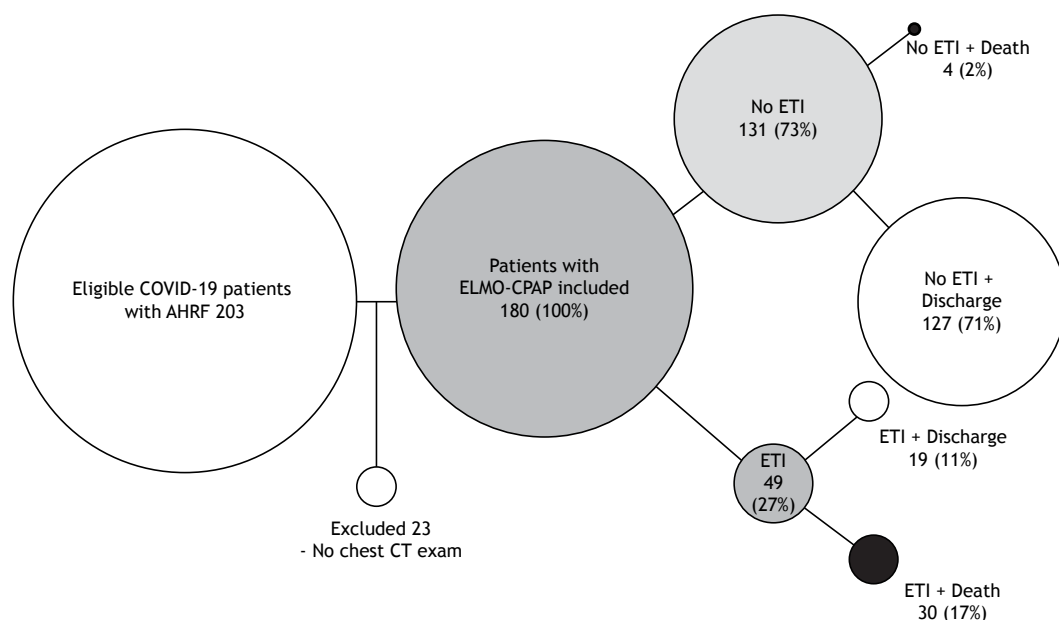 Eligible COVID-19 patients
with AHRF 203
Excluded 23
- No chest CT exam
Patients with
ELMO-CPAP included
180 (100%)
No ETI
131 (73%)
No ETI + Death
4 (2%)
No ETI +
Discharge
127 (71%)
ETI
49
(27%)
ETI + Discharge
19 (11%)
ETI + Death
30 (17%)